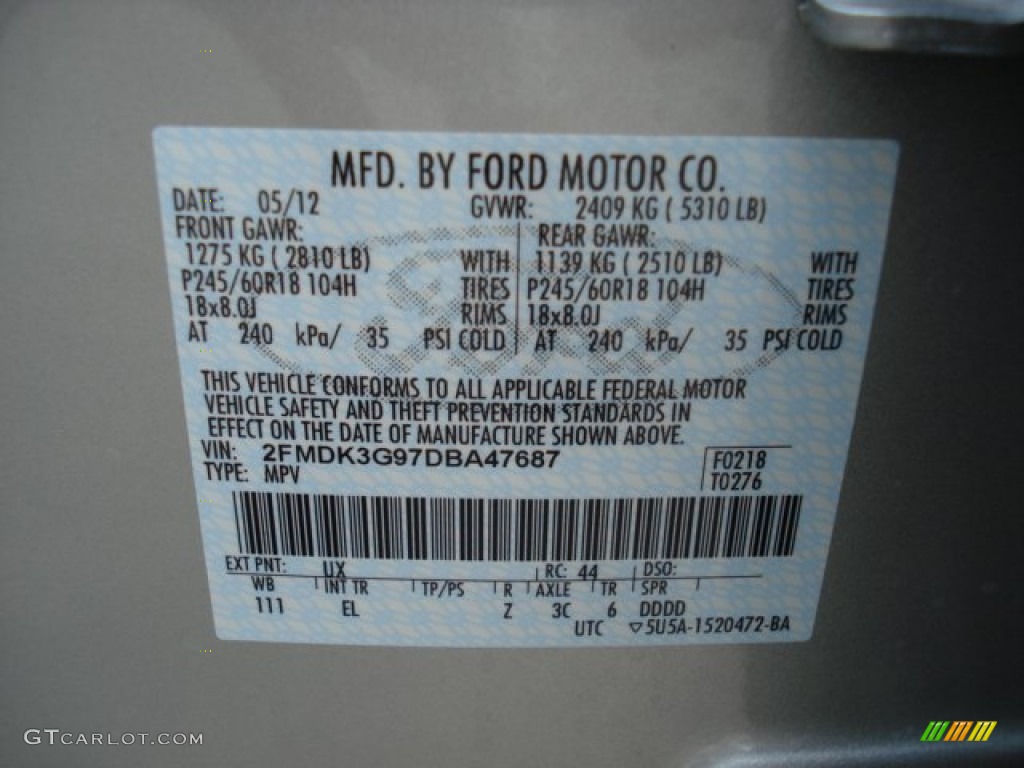 MFD. BY FORD MOTOR CO.
DATE: 05/12 GVWR: 2409 KG ( 5310 LB)
FRONT GAWR: REAR GAWR:
1275 KG ( 2810 LB) WITH 1139 KG ( 2510 LB) WITH
P245/60R18 104H TIRES P245/60R18 104H TIRES
18x8.0J RIMS 18x8.0J RIMS
AT 240 kPa/ 35 PSI COLD AT 240 kPa/ 35 PSI COLD
THIS VEHICLE CONFORMS TO ALL APPLICABLE FEDERAL MOTOR
VEHICLE SAFETY AND THEFT PREVENTION STANDARDS IN
EFFECT ON THE DATE OF MANUFACTURE SHOWN ABOVE.
VIN: 2FMDK3G97DBA47687 F0218
TYPE: MPV T0276
EXT PNT: UX RC: 44 DSO:
WB INT TR TP/PS R AXLE TR SPR
111 EL Z 3C 6 DDDD
UTC ▽5U5A-1520472-BA
GTCARLOT.COM